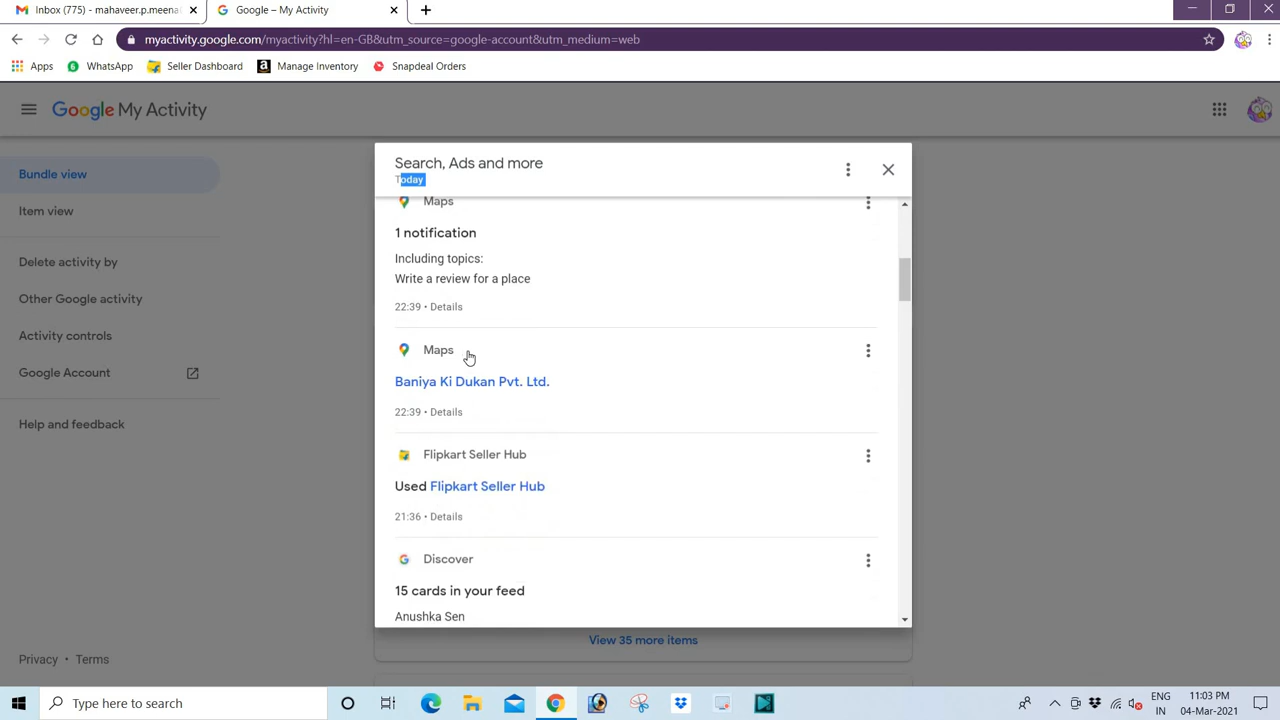 Inbox (775) - mahaveer.p.meena
Google – My Activity
myactivity.google.com/myactivity?hl=en-GB&utm_source=google-account&utm_medium=web
Apps
6
WhatsApp
Seller Dashboard
Manage Inventory
Snapdeal Orders
Google My Activity
Bundle view
Item view
Delete activity by
Other Google activity
Activity controls
Google Account
Help and feedback
Privacy • Terms
Search, Ads and more
Today
Maps
1 notification
Including topics:
Write a review for a place
22:39 • Details
Maps
Baniya Ki Dukan Pvt. Ltd.
22:39 • Details
Flipkart Seller Hub
Used Flipkart Seller Hub
21:36 • Details
Discover
15 cards in your feed
Anushka Sen
View 35 more items
Type here to search
ENG
IN
11:03 PM
04-Mar-2021